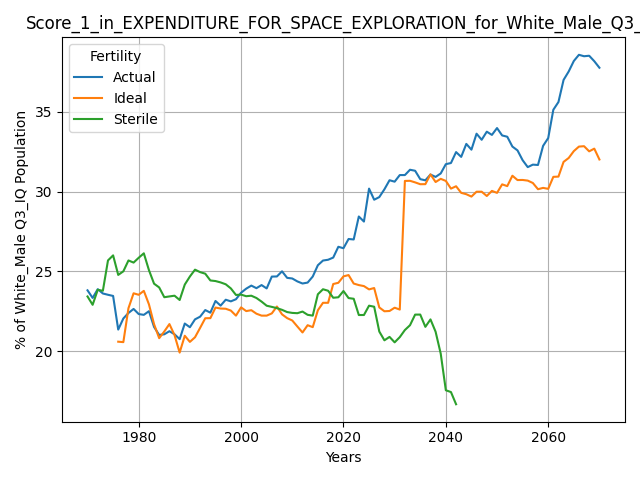 Score_1_in_EXPENDITURE_FOR_SPACE_EXPLORATION_for_White_Male_Q3_
Fertility
Actual
Ideal
Sterile
35
30
25
20
% of White_Male Q3_IQ Population
1980 2000 2020 2040 2060
Years